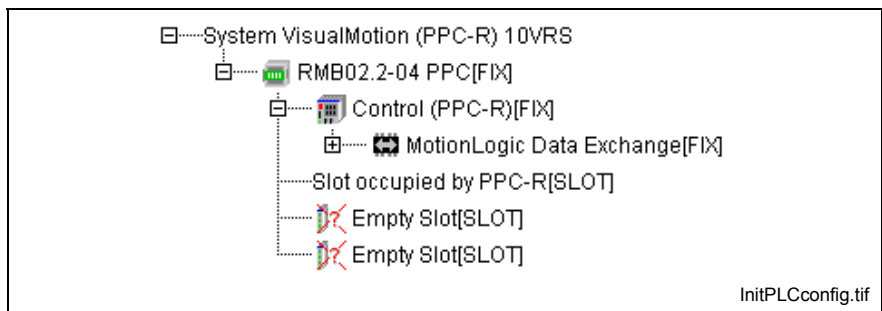 System VisualMotion (PPC-R) 10VRS
RMB02.2-04 PPC[FIX]
Control (PPC-R)[FIX]
MotionLogic Data Exchange[FIX]
Slot occupied by PPC-R[SLOT]
Empty Slot[SLOT]
Empty Slot[SLOT]
InitPLCconfig.tif